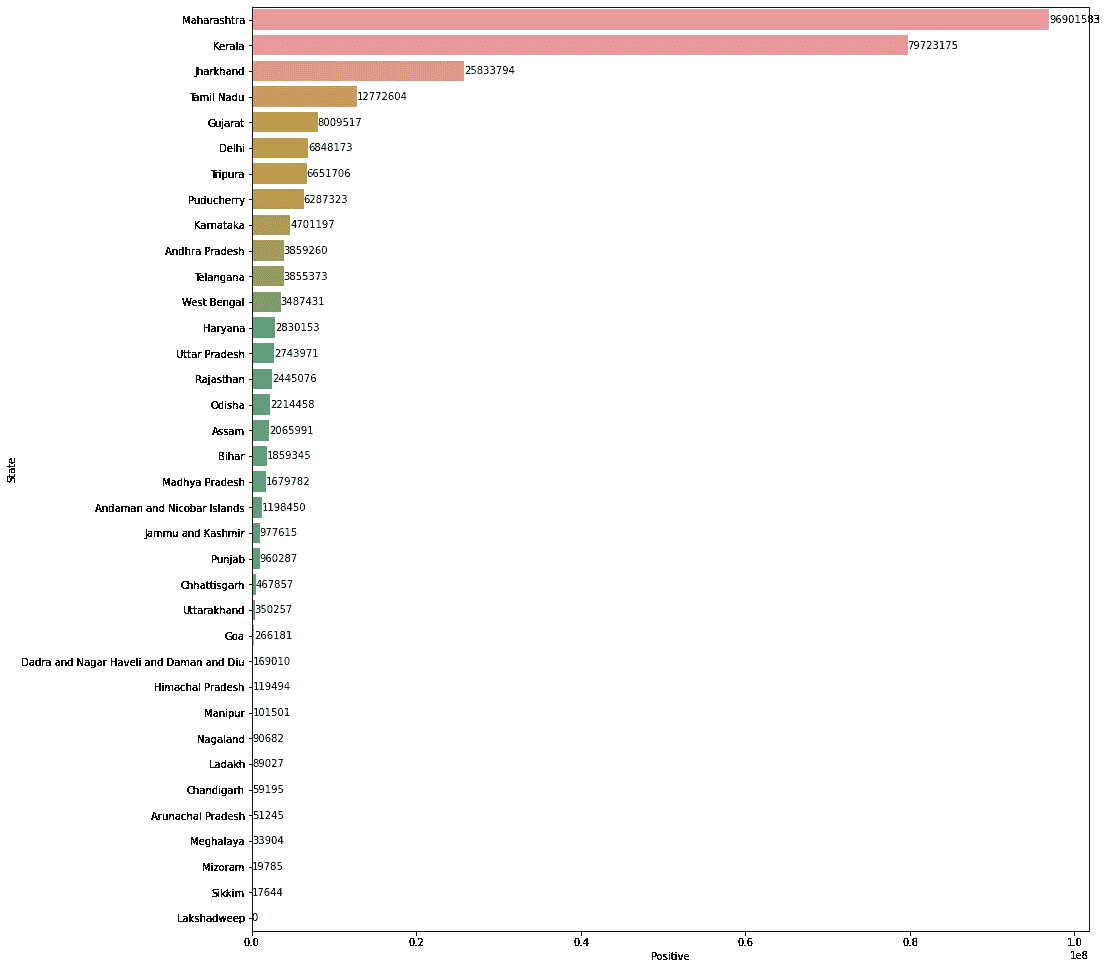 Maharashtra 96901583
Kerala 79723175
Jharkhand 25833794
Tamil Nadu 12772604
Gujarat 8009517
Delhi 6848173
Tripura 6651706
Puducherry 6287323
Karnataka 4701197
Andhra Pradesh 3859260
Telangana 3855373
West Bengal 3487431
Haryana 2830153
Uttar Pradesh 2743971
Rajasthan 2445076
Odisha 2214458
Assam 2065991
Bihar 1859345
State
Madhya Pradesh 1679782
Andaman and Nicobar Islands 1198450
Jammu and Kashmir 977615
Punjab 960287
Chhattisgarh 467857
Uttarakhand 350257
Goa 266181
Dadra and Nagar Haveli and Daman and Diu 169010
Himachal Pradesh 119494
Manipur 101501
Nagaland 90682
Ladakh 89027
Chandigarh 59195
Arunachal Pradesh 51245
Meghalaya 33904
Mizoram 19785
Sikkim 17644
Lakshadweep 0
0.0 0.2 0.4 0.6 0.8 1.0
Positive 1e8